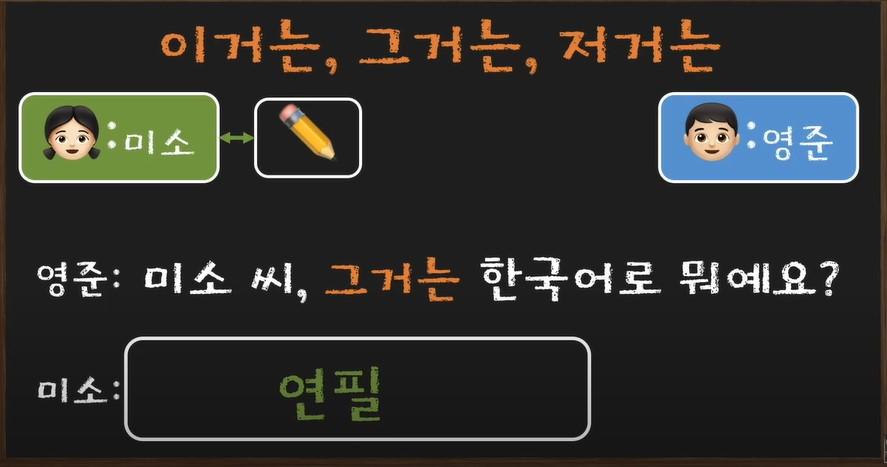 이거는, 그거는, 저거는
:미소
:영준
영준: 미소 씨, 그거는 한국어로 뭐예요?
미소: 연필